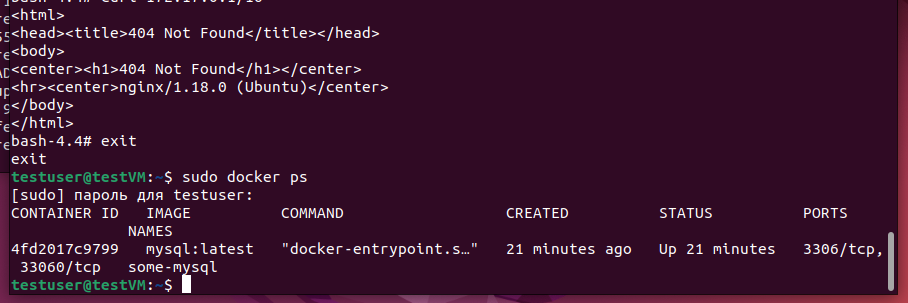 bash-4.4# curl 172.17.0.1/16
<html>
<head><title>404 Not Found</title></head>
<body>
<center><h1>404 Not Found</h1></center>
<hr><center>nginx/1.18.0 (Ubuntu)</center>
</body>
</html>
bash-4.4# exit
exit
testuser@testVM:~$ sudo docker ps
[sudo] пароль для testuser:
CONTAINER ID   IMAGE          COMMAND                  CREATED          STATUS          PORTS
NAMES
4fd2017c9799   mysql:latest   "docker-entrypoint.s…"   21 minutes ago   Up 21 minutes   3306/tcp,
33060/tcp   some-mysql
testuser@testVM:~$